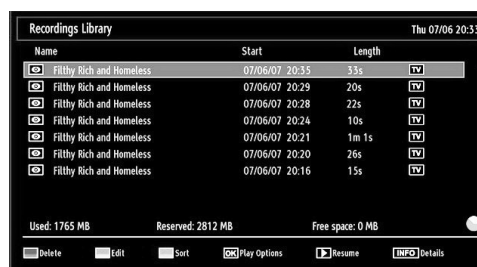 Recordings Library Thu 07/06 20:33
Name Start Length
Filthy Rich and Homeless 07/06/07 20:35 33s TV
Filthy Rich and Homeless 07/06/07 20:29 20s TV
Filthy Rich and Homeless 07/06/07 20:28 22s TV
Filthy Rich and Homeless 07/06/07 20:24 10s TV
Filthy Rich and Homeless 07/06/07 20:21 1m 1s TV
Filthy Rich and Homeless 07/06/07 20:20 26s TV
Filthy Rich and Homeless 07/06/07 20:16 15s TV
Used: 1765 MB Reserved: 2812 MB Free space: 0 MB
Delete Edit Sort OK Play Options Resume INFO Details